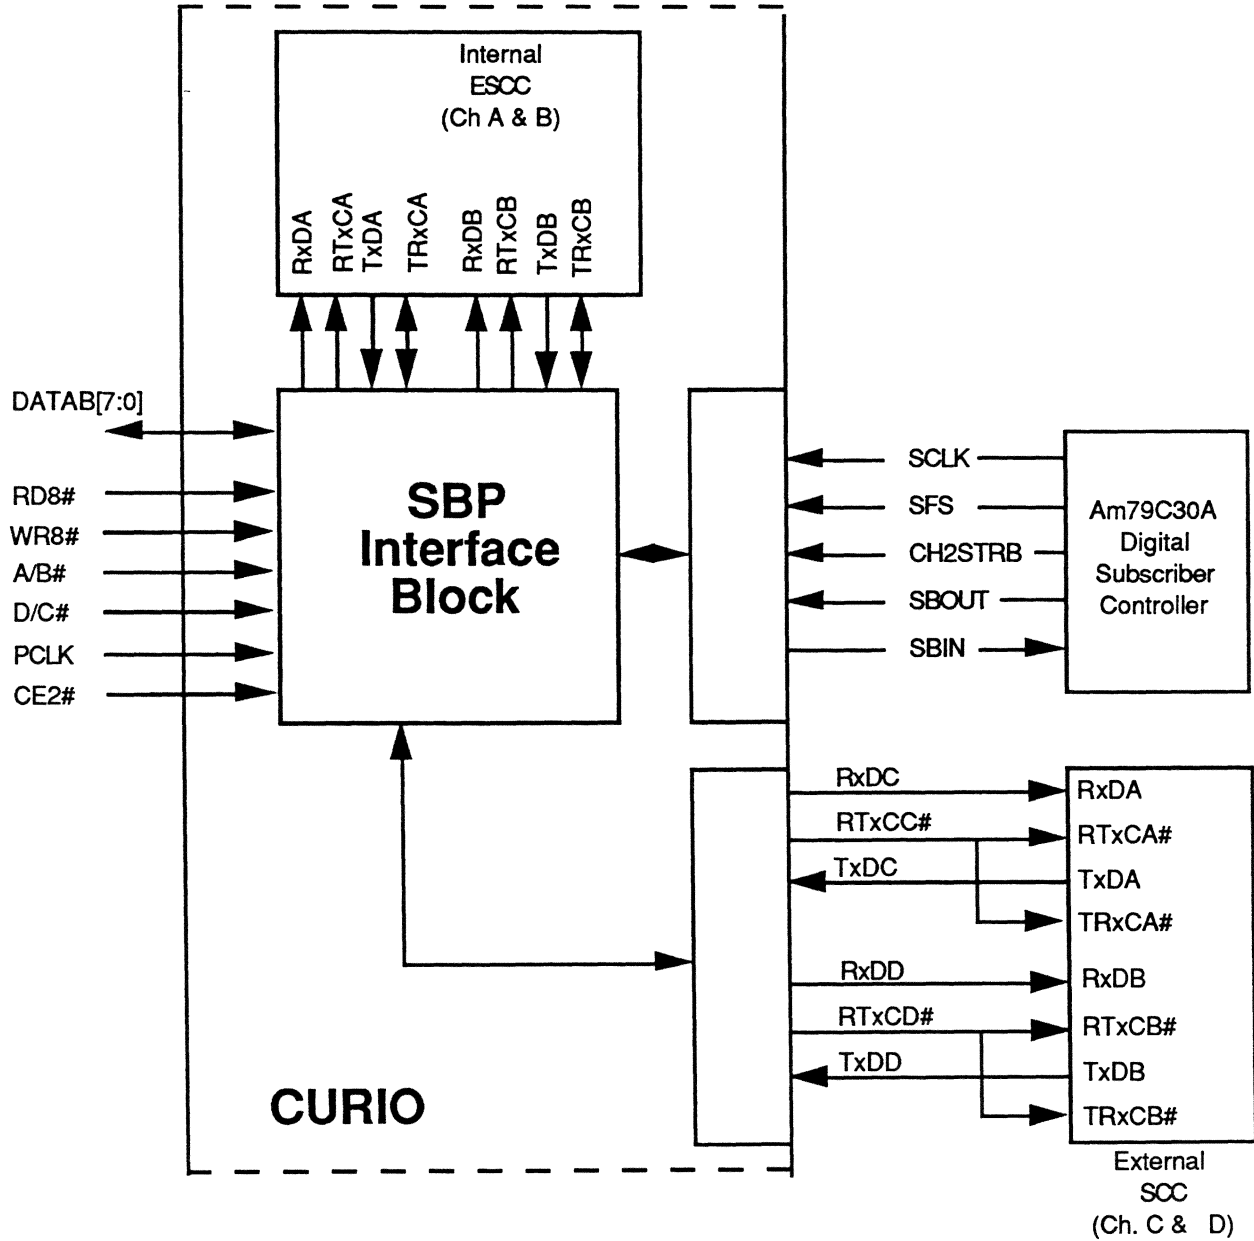 Internal
ESCC
(Ch A & B)
RxDA
RTxCA
TxDA
TRxCA
RxDB
RTxCB
TxDB
TRxCB
DATAB[7:0]
RD8#
WR8#
A/B#
D/C#
PCLK
CE2#
SBP
Interface
Block
SCLK
SFS
CH2STRB
SBOUT
SBIN
Am79C30A
Digital
Subscriber
Controller
RxDC
RTxCC#
TxDC
RxDD
RTxCD#
TxDD
RxDA
RTxCA#
TxDA
TRxCA#
RxDB
RTxCB#
TxDB
TRxCB#
CURIO
External
SCC
(Ch. C & D)